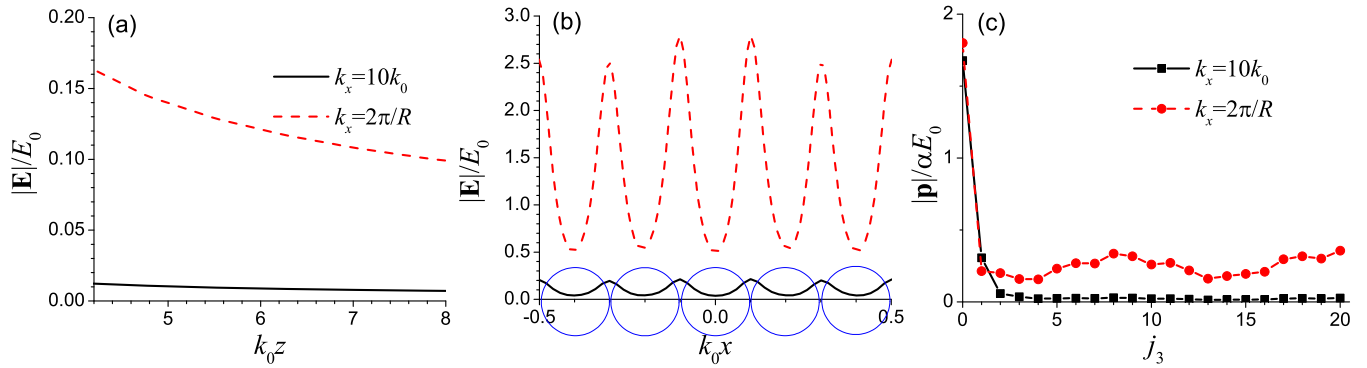 (a)
0.20
0.15
0.10
0.05
0.00
|E|/E₀
kₓ=10k₀
kₓ=2π/R
5 6 7 8
k₀z
(b)
3.0
2.5
2.0
1.5
1.0
0.5
0.0
|E|/E₀
-0.5 0.0 0.5
k₀x
(c)
2
1
0
|p|/αE₀
kₓ=10k₀
kₓ=2π/R
0 5 10 15 20
j₃